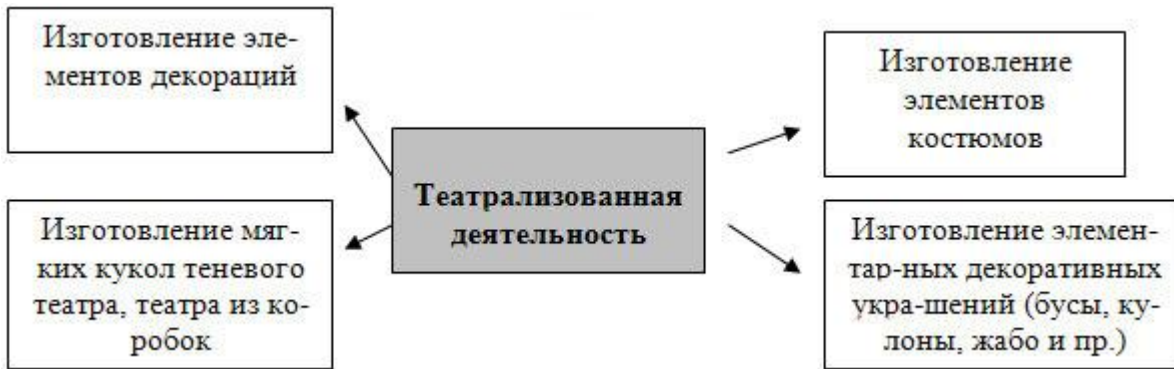 Изготовление эле-
ментов декораций
Изготовление
элементов
костюмов
Театрализованная
деятельность
Изготовление мяг-
ких кукол теневого
театра, театра из ко-
робок
Изготовление элемен-
тар-ных декоративных
укра-шений (бусы, ку-
лоны, жабо и пр.)